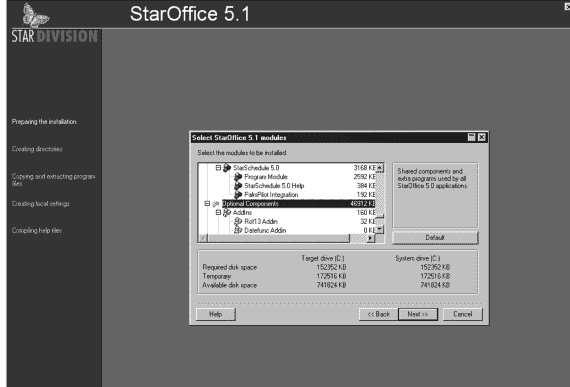 StarOffice 5.1
STAR DIVISION
Preparing the installation
Creating directories
Copying and extracting program
files
Creating local settings
Compiling help files
Select StarOffice 5.1 modules
Select the modules to be installed.
StarSchedule 5.0 3168 KB
Program Module 2592 KB
StarSchedule 5.0 Help 384 KB
PalmPilot Integration 192 KB
Optional Components 46912 KB
AddIns 160 KB
Rot13 Addin 32 KB
Datefunc Addin 0 KB
Shared components and
extra programs used by all
StarOffice 5.0 applications.
Default
Target drive (C:) System drive (C:)
Required disk space 152352 KB 152352 KB
Temporary 172516 KB 172516 KB
Available disk space 741824 KB 741824 KB
Help << Back Next >> Cancel